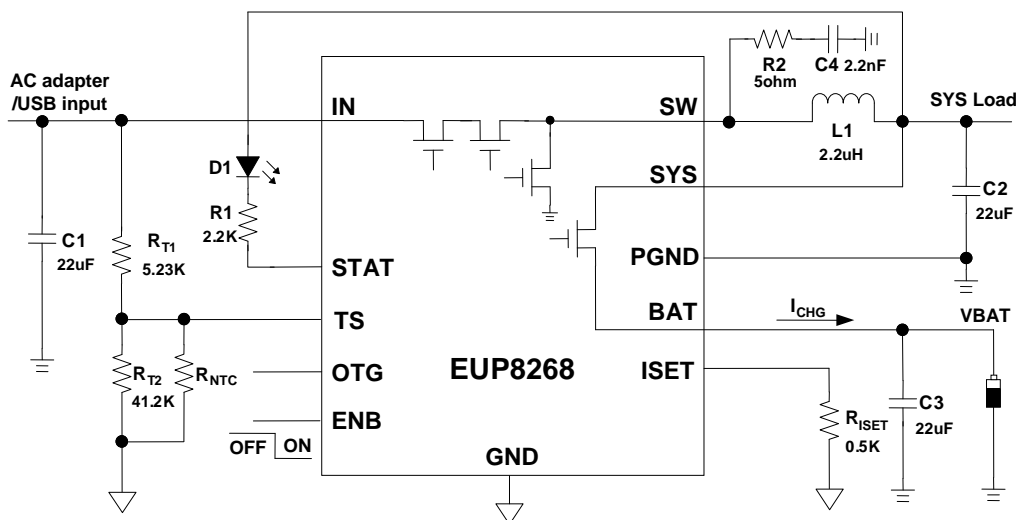 AC adapter
/USB input
IN
SW
R2
5ohm
C4 2.2nF
L1
2.2uH
SYS Load
D1
R1
2.2K
SYS
C1
22uF
RT1
5.23K
C2
22uF
STAT
PGND
TS
BAT
ICHG
VBAT
RT2
41.2K
RNTC
OTG
EUP8268
ISET
ENB
OFF ON
RISET
0.5K
C3
22uF
GND